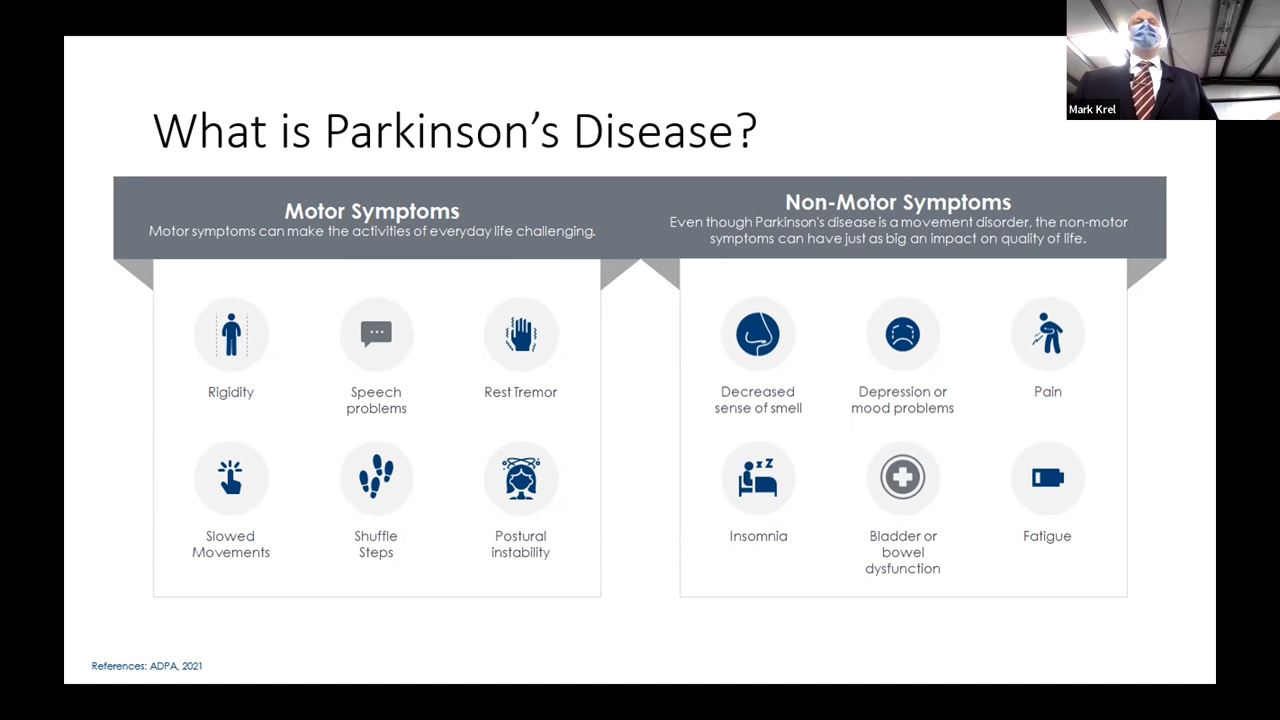 Mark Krel
What is Parkinson's Disease?
Motor Symptoms
Motor symptoms can make the activities of everyday life challenging.
Non-Motor Symptoms
Even though Parkinson's disease is a movement disorder, the non-motor
symptoms can have just as big an impact on quality of life.
Rigidity
Speech
problems
Rest Tremor
Slowed
Movements
Shuffle
Steps
Postural
instability
Decreased
sense of smell
Depression or
mood problems
Pain
zZ
Insomnia
Bladder or
bowel
dysfunction
Fatigue
References: ADPA, 2021